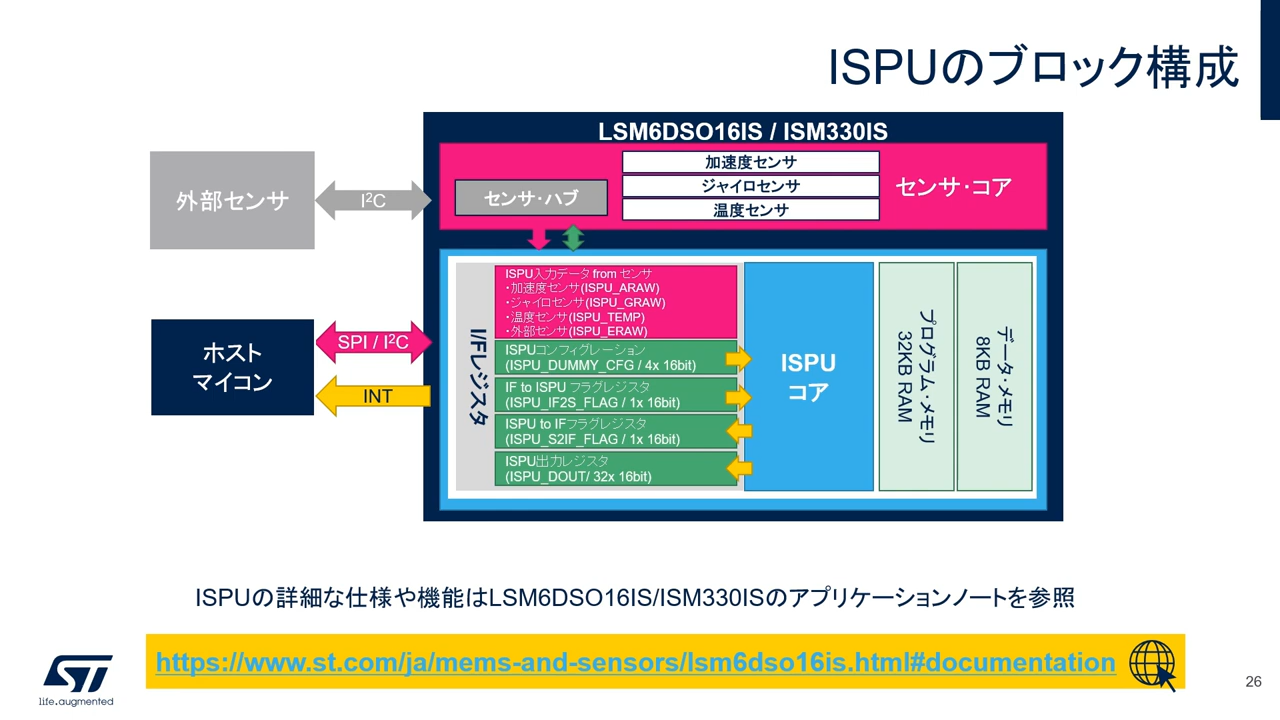 ISPUのブロック構成
LSM6DSO16IS / ISM330IS
外部センサ
I²C
センサ・ハブ
加速度センサ
ジャイロセンサ
温度センサ
センサ・コア
ホスト
マイコン
SPI / I²C
INT
I/Fレジスタ
ISPU入力データ from センサ
・加速度センサ(ISPU_ARAW)
・ジャイロセンサ(ISPU_GRAW)
・温度センサ(ISPU_TEMP)
・外部センサ(ISPU_ERAW)
ISPUコンフィグレーション
(ISPU_DUMMY_CFG / 4x 16bit)
IF to ISPU フラグレジスタ
(ISPU_IF2S_FLAG / 1x 16bit)
ISPU to IFフラグレジスタ
(ISPU_S2IF_FLAG / 1x 16bit)
ISPU出力レジスタ
(ISPU_DOUT/ 32x 16bit)
ISPU
コア
プログラム・メモリ
32KB RAM
データ・メモリ
8KB RAM
ISPUの詳細な仕様や機能はLSM6DSO16IS/ISM330ISのアプリケーションノートを参照
https://www.st.com/ja/mems-and-sensors/lsm6dso16is.html#documentation
ST
life.augmented
26